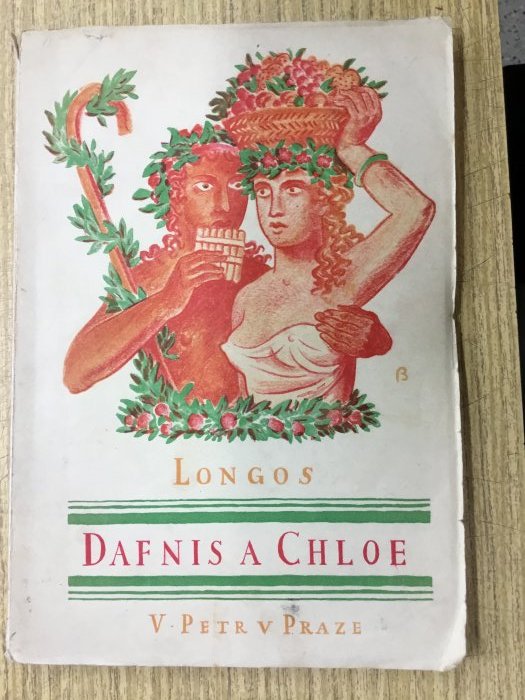 β
LONGOS
DAFNIS A CHLOE
V. PETR V PRAZE